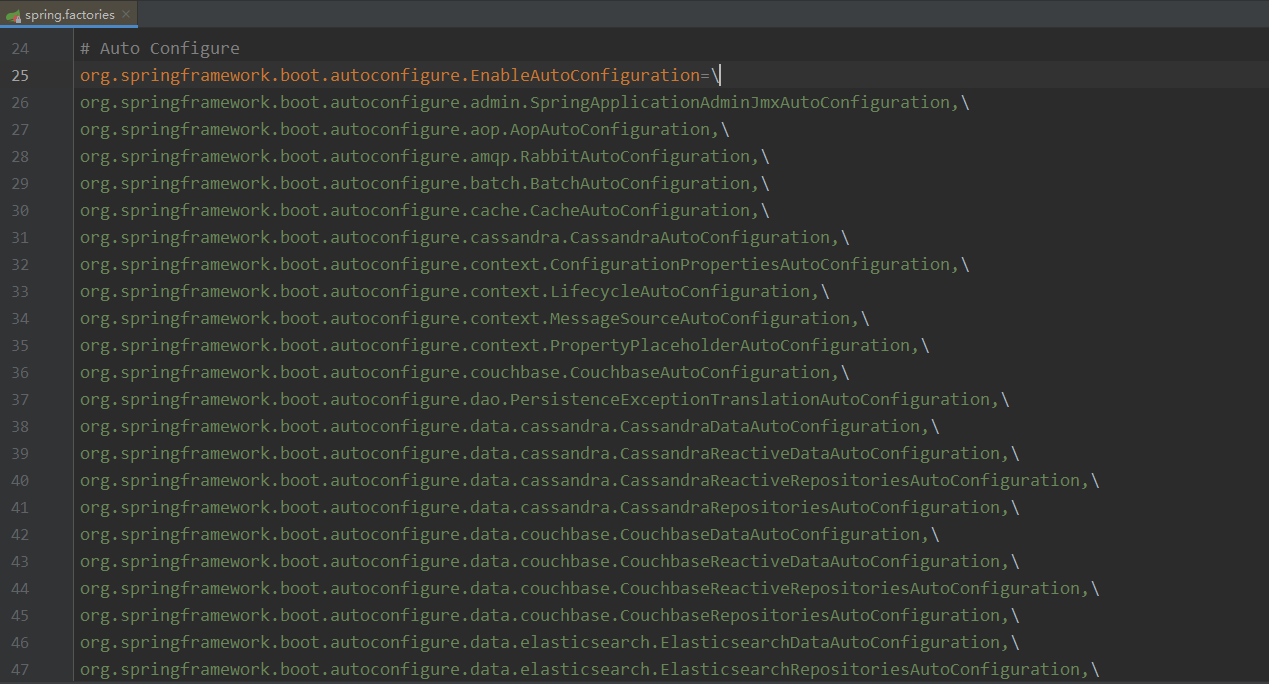 spring.factories
24 # Auto Configure
25 org.springframework.boot.autoconfigure.EnableAutoConfiguration=\
26 org.springframework.boot.autoconfigure.admin.SpringApplicationAdminJmxAutoConfiguration,\
27 org.springframework.boot.autoconfigure.aop.AopAutoConfiguration,\
28 org.springframework.boot.autoconfigure.amqp.RabbitAutoConfiguration,\
29 org.springframework.boot.autoconfigure.batch.BatchAutoConfiguration,\
30 org.springframework.boot.autoconfigure.cache.CacheAutoConfiguration,\
31 org.springframework.boot.autoconfigure.cassandra.CassandraAutoConfiguration,\
32 org.springframework.boot.autoconfigure.context.ConfigurationPropertiesAutoConfiguration,\
33 org.springframework.boot.autoconfigure.context.LifecycleAutoConfiguration,\
34 org.springframework.boot.autoconfigure.context.MessageSourceAutoConfiguration,\
35 org.springframework.boot.autoconfigure.context.PropertyPlaceholderAutoConfiguration,\
36 org.springframework.boot.autoconfigure.couchbase.CouchbaseAutoConfiguration,\
37 org.springframework.boot.autoconfigure.dao.PersistenceExceptionTranslationAutoConfiguration,\
38 org.springframework.boot.autoconfigure.data.cassandra.CassandraDataAutoConfiguration,\
39 org.springframework.boot.autoconfigure.data.cassandra.CassandraReactiveDataAutoConfiguration,\
40 org.springframework.boot.autoconfigure.data.cassandra.CassandraReactiveRepositoriesAutoConfiguration,\
41 org.springframework.boot.autoconfigure.data.cassandra.CassandraRepositoriesAutoConfiguration,\
42 org.springframework.boot.autoconfigure.data.couchbase.CouchbaseDataAutoConfiguration,\
43 org.springframework.boot.autoconfigure.data.couchbase.CouchbaseReactiveDataAutoConfiguration,\
44 org.springframework.boot.autoconfigure.data.couchbase.CouchbaseReactiveRepositoriesAutoConfiguration,\
45 org.springframework.boot.autoconfigure.data.couchbase.CouchbaseRepositoriesAutoConfiguration,\
46 org.springframework.boot.autoconfigure.data.elasticsearch.ElasticsearchDataAutoConfiguration,\
47 org.springframework.boot.autoconfigure.data.elasticsearch.ElasticsearchRepositoriesAutoConfiguration,\